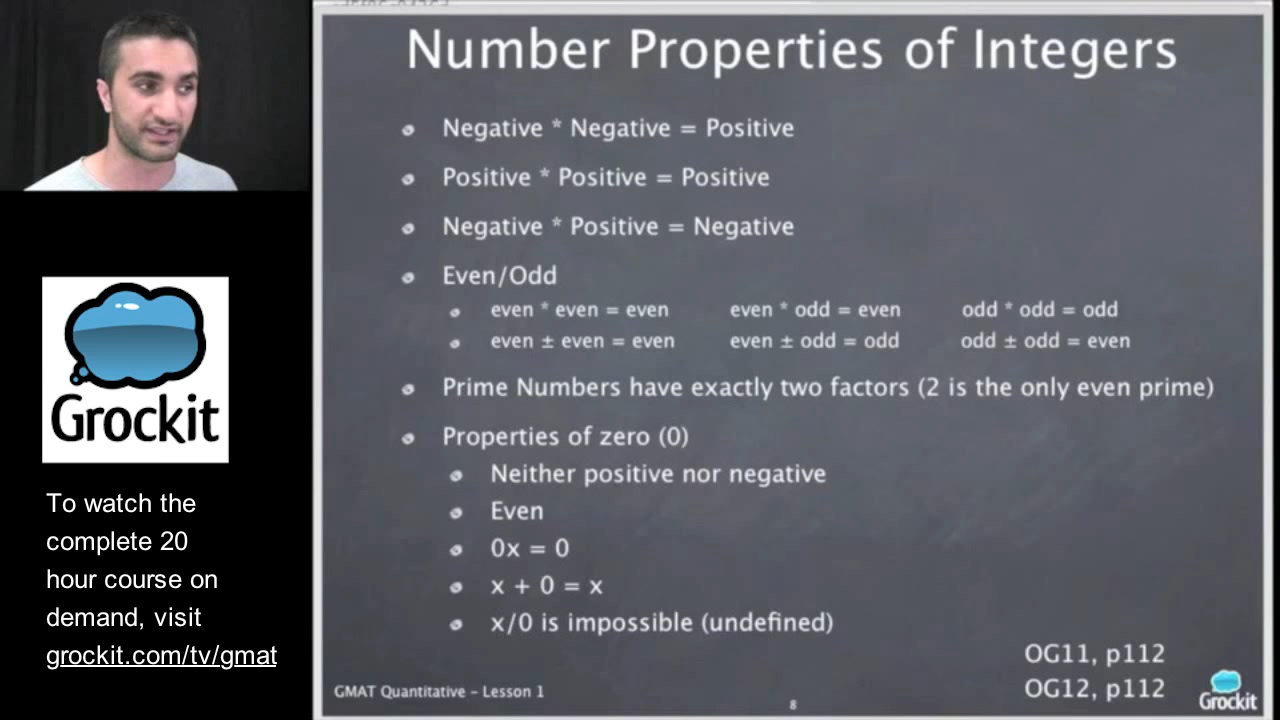 Number Properties of Integers
Negative * Negative = Positive
Positive * Positive = Positive
Negative * Positive = Negative
Even/Odd
even * even = even even * odd = even odd * odd = odd
even ± even = even even ± odd = odd odd ± odd = even
Prime Numbers have exactly two factors (2 is the only even prime)
Properties of zero (0)
Neither positive nor negative
Even
0x = 0
x + 0 = x
x/0 is impossible (undefined)
OG11, p112
OG12, p112
GMAT Quantitative – Lesson 1
8
Grockit
Grockit
To watch the
complete 20
hour course on
demand, visit
grockit.com/tv/gmat